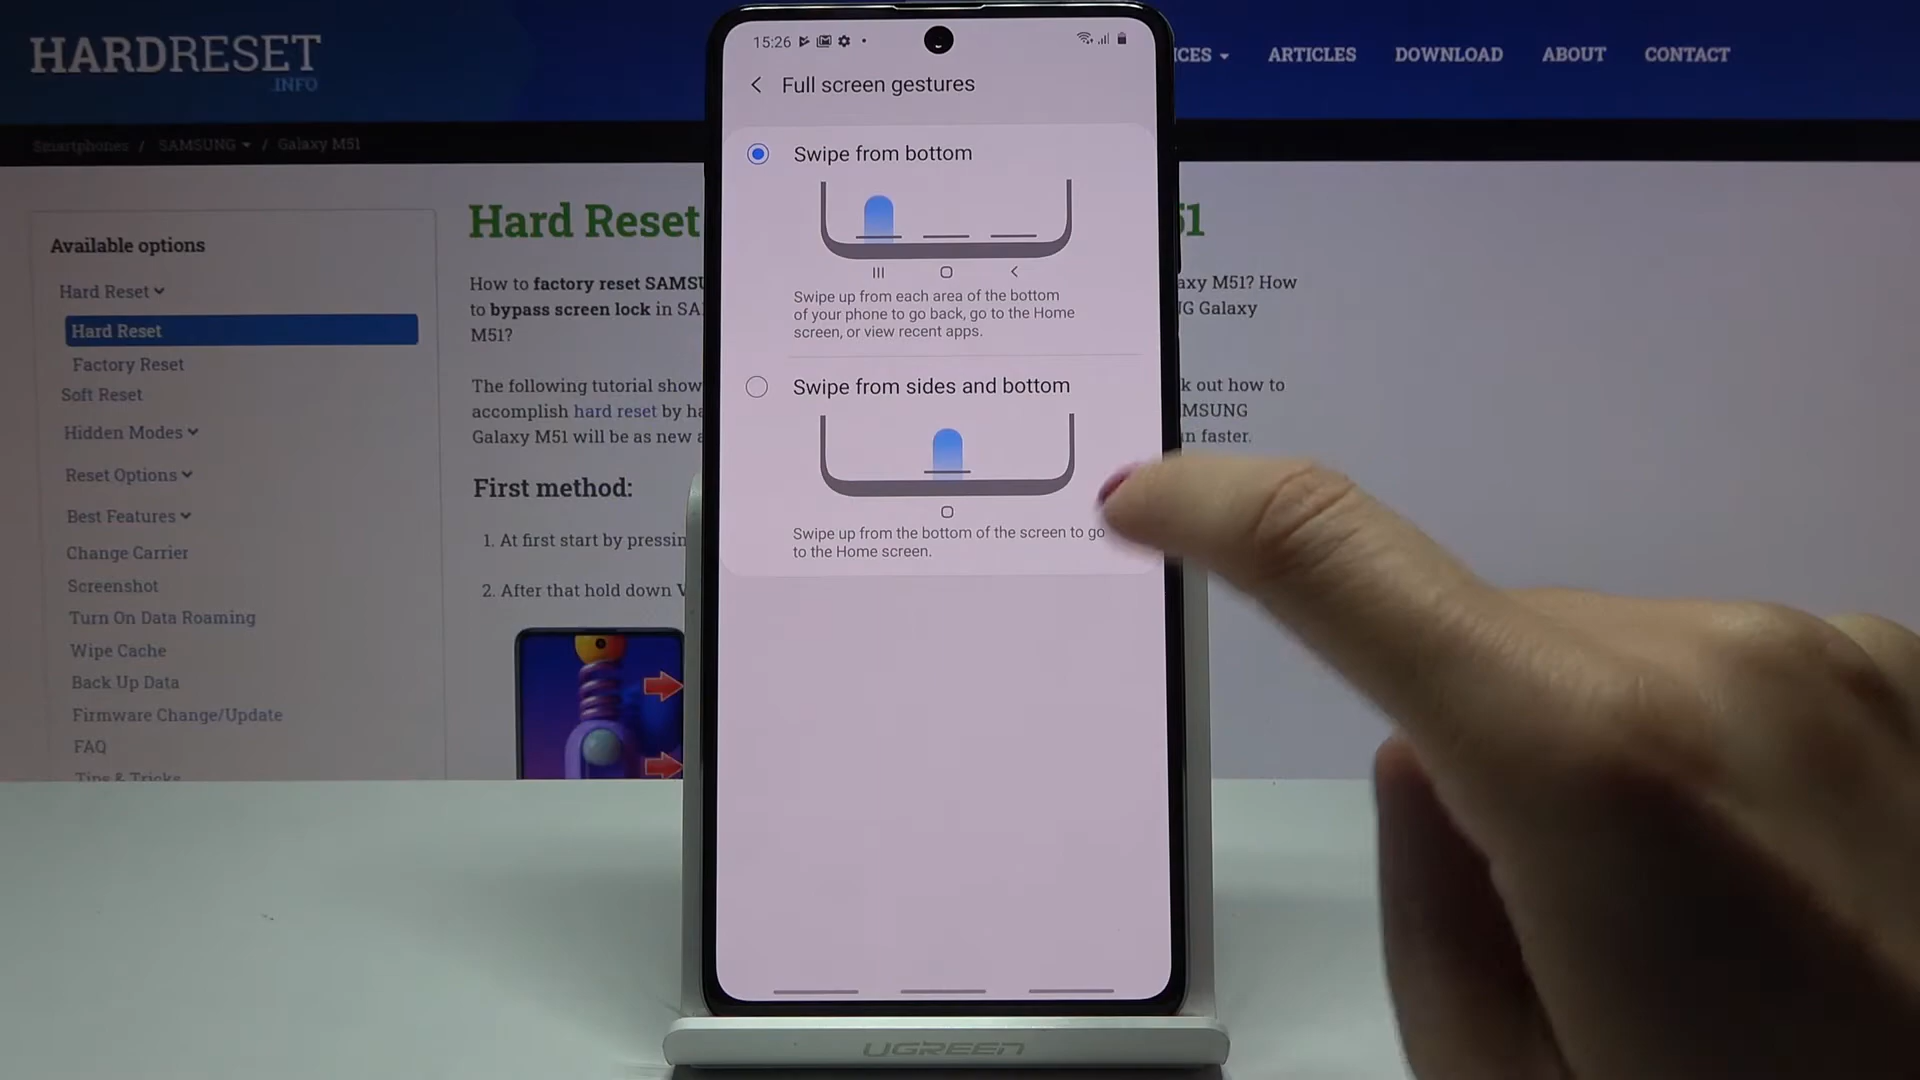 HARDRESET
.INFO
ICES
ARTICLES
DOWNLOAD
ABOUT
CONTACT
Smartphones / SAMSUNG / Galaxy M51
Available options
Hard Reset
Hard Reset
Factory Reset
Soft Reset
Hidden Modes
Reset Options
Best Features
Change Carrier
Screenshot
Turn On Data Roaming
Wipe Cache
Back Up Data
Firmware Change/Update
FAQ
Tips & Tricks
Hard Reset 51
How to factory reset SAMSU axy M51? How
to bypass screen lock in SA G Galaxy
M51?
The following tutorial show k out how to
accomplish hard reset by ha MSUNG
Galaxy M51 will be as new a n faster.
First method:
1. At first start by pressin
2. After that hold down V
15:26
Full screen gestures
Swipe from bottom
Swipe up from each area of the bottom
of your phone to go back, go to the Home
screen, or view recent apps.
Swipe from sides and bottom
Swipe up from the bottom of the screen to go
to the Home screen.
UGREEN